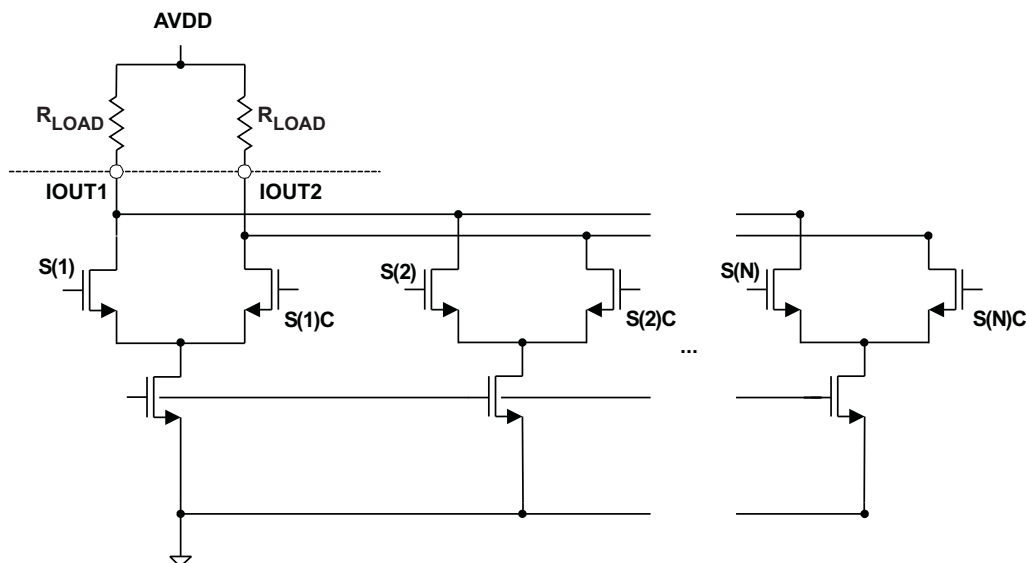 AVDD
RLOAD
RLOAD
IOUT1
IOUT2
S(1)
S(1)C
S(2)
S(2)C
...
S(N)
S(N)C